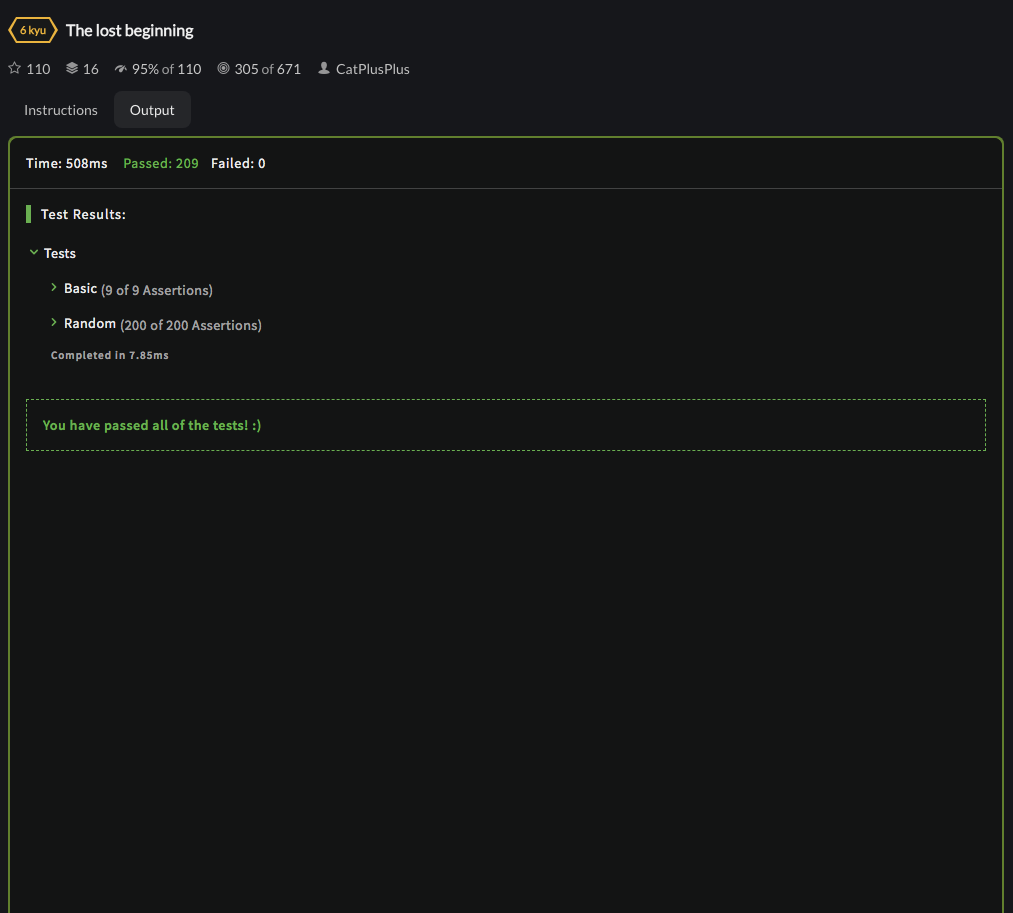 6 kyu The lost beginning
110 16 95% of 110 305 of 671 CatPlusPlus
Instructions Output
Time: 508ms Passed: 209 Failed: 0
Test Results:
Tests
Basic (9 of 9 Assertions)
Random (200 of 200 Assertions)
Completed in 7.85ms
You have passed all of the tests! :)